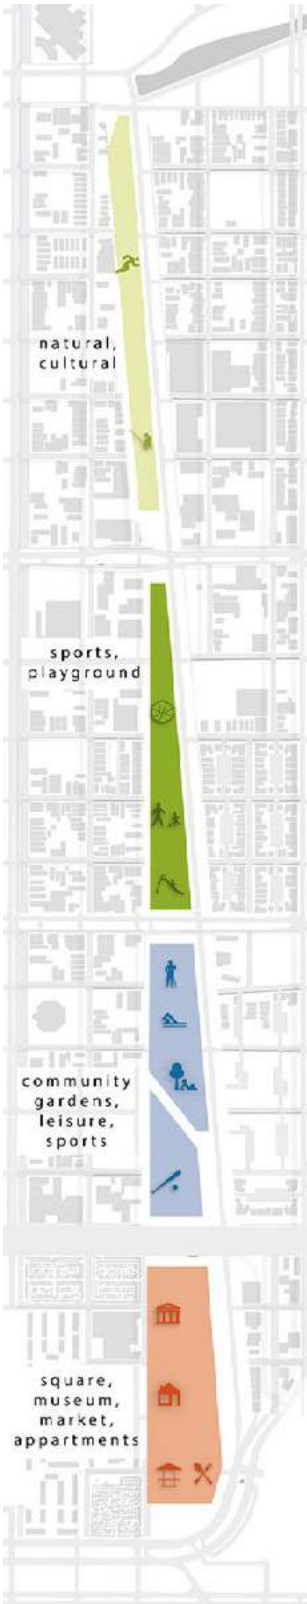 natural,
cultural
sports,
playground
community
gardens,
leisure,
sports
square,
museum,
market,
appartments